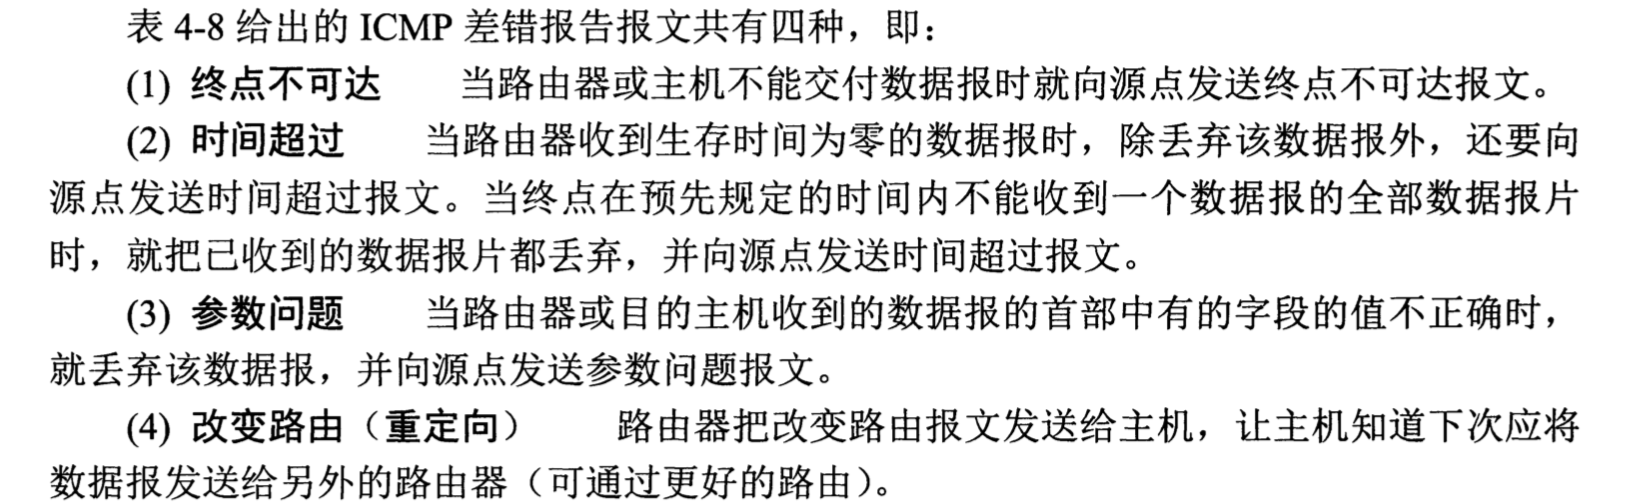 表 4-8 给出的 ICMP 差错报告报文共有四种，即：
(1) 终点不可达 当路由器或主机不能交付数据报时就向源点发送终点不可达报文。
(2) 时间超过 当路由器收到生存时间为零的数据报时，除丢弃该数据报外，还要向
源点发送时间超过报文。当终点在预先规定的时间内不能收到一个数据报的全部数据报片
时，就把已收到的数据报片都丢弃，并向源点发送时间超过报文。
(3) 参数问题 当路由器或目的主机收到的数据报的首部中有的字段的值不正确时，
就丢弃该数据报，并向源点发送参数问题报文。
(4) 改变路由（重定向） 路由器把改变路由报文发送给主机，让主机知道下次应将
数据报发送给另外的路由器（可通过更好的路由）。